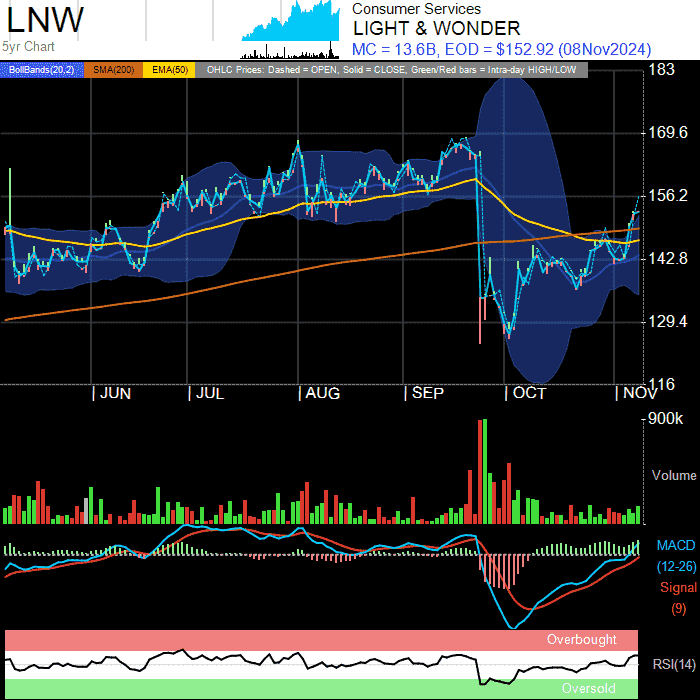 LNW
5yr Chart
Consumer Services
LIGHT & WONDER
MC = 13.6B, EOD = $152.92 (08Nov2024)
BollBands(20,2) SMA(200) EMA(50) OHLC Prices: Dashed = OPEN, Solid = CLOSE, Green/Red bars = Intra-day HIGH/LOW
183
169.6
156.2
142.8
129.4
116
| JUN | JUL | AUG | SEP | OCT | NOV
900k
Volume
MACD
(12-26)
Signal
(9)
Overbought
RSI(14)
Oversold